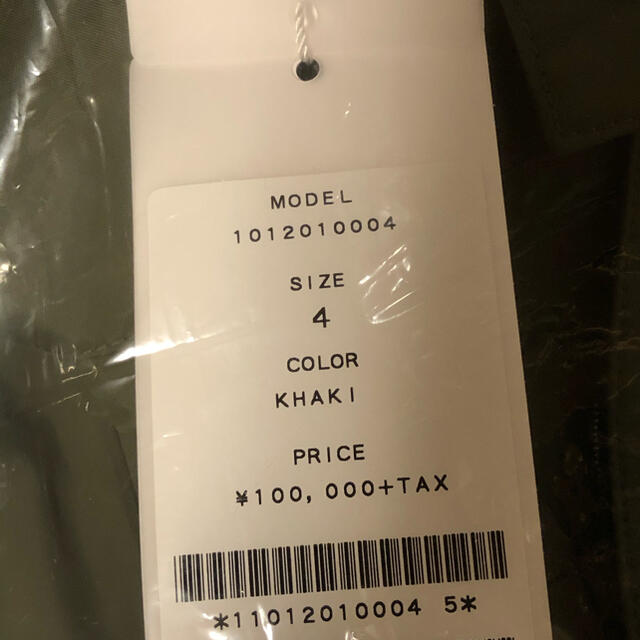 MODEL
1012010004
SIZE
4
COLOR
KHAKI
PRICE
¥100,000+TAX
*11012010004 5*